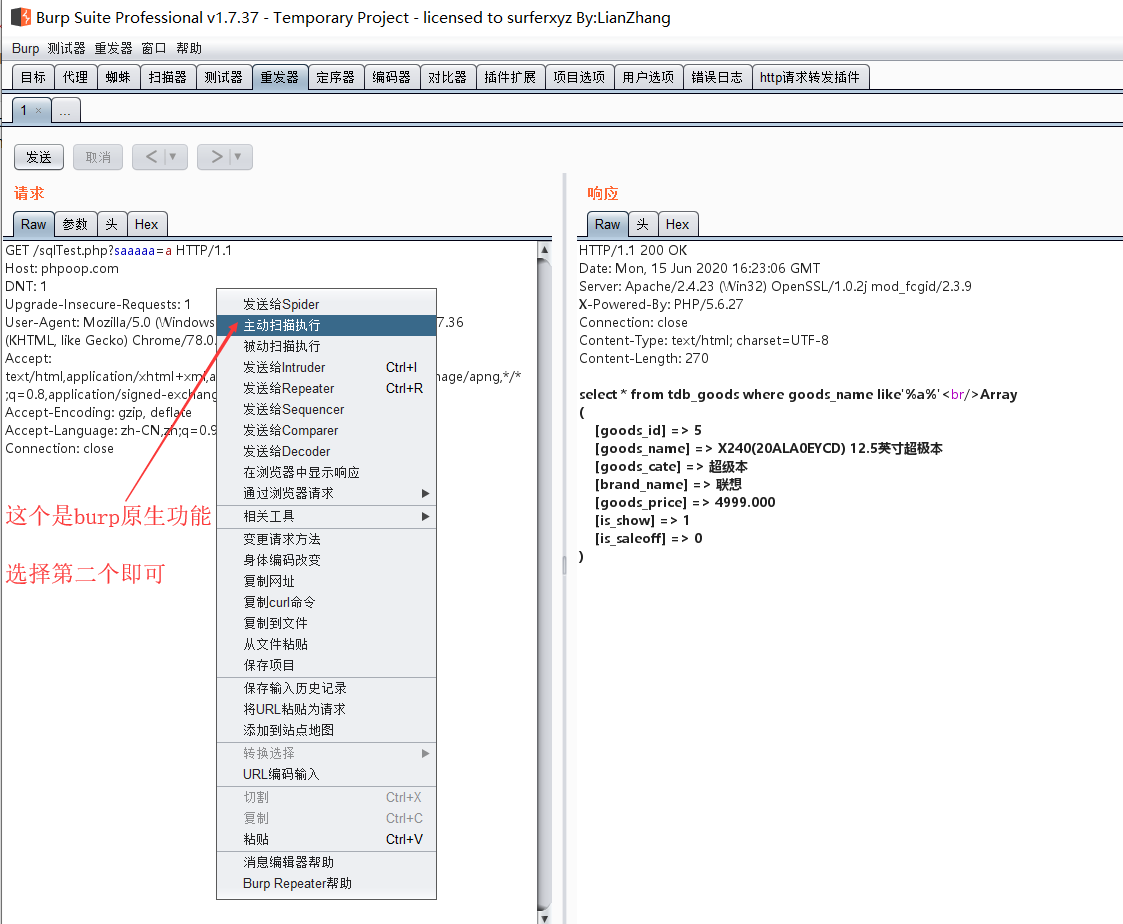 Burp Suite Professional v1.7.37 - Temporary Project - licensed to surferxyz By:LianZhang
Burp 测试器 重发器 窗口 帮助
目标 代理 蜘蛛 扫描器 测试器 重发器 定序器 编码器 对比器 插件扩展 项目选项 用户选项 错误日志 http请求转发插件
1 × ...
发送 取消 < ▼ > ▼
请求
Raw 参数 头 Hex
GET /sqlTest.php?saaaaa=a HTTP/1.1
Host: phpoop.com
DNT: 1
Upgrade-Insecure-Requests: 1
User-Agent: Mozilla/5.0 (Windows 7.36
(KHTML, like Gecko) Chrome/78.0.
Accept:
text/html,application/xhtml+xml,a nage/apng,*/*
;q=0.8,application/signed-exchang
Accept-Encoding: gzip, deflate
Accept-Language: zh-CN,zh;q=0.9
Connection: close
这个是burp原生功能
选择第二个即可
发送给Spider
主动扫描执行
被动扫描执行
发送给Intruder Ctrl+I
发送给Repeater Ctrl+R
发送给Sequencer
发送给Comparer
发送给Decoder
在浏览器中显示响应
通过浏览器请求
相关工具
变更请求方法
身体编码改变
复制网址
复制curl命令
复制到文件
从文件粘贴
保存项目
保存输入历史记录
将URL粘贴为请求
添加到站点地图
转换选择
URL编码输入
切割 Ctrl+X
复制 Ctrl+C
粘贴 Ctrl+V
消息编辑器帮助
Burp Repeater帮助
响应
Raw 头 Hex
HTTP/1.1 200 OK
Date: Mon, 15 Jun 2020 16:23:06 GMT
Server: Apache/2.4.23 (Win32) OpenSSL/1.0.2j mod_fcgid/2.3.9
X-Powered-By: PHP/5.6.27
Connection: close
Content-Type: text/html; charset=UTF-8
Content-Length: 270
select * from tdb_goods where goods_name like'%a%'<br/>Array
(
[goods_id] => 5
[goods_name] => X240(20ALA0EYCD) 12.5英寸超极本
[goods_cate] => 超级本
[brand_name] => 联想
[goods_price] => 4999.000
[is_show] => 1
[is_saleoff] => 0
)